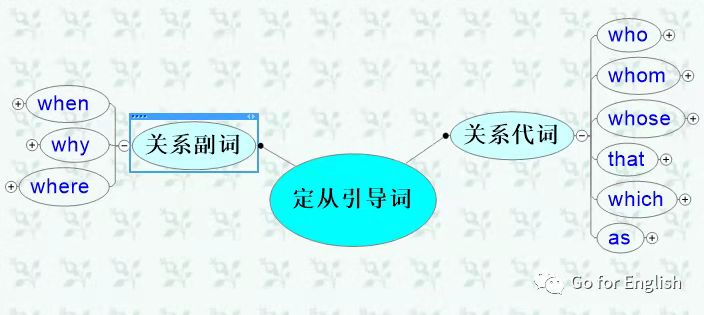 when
why
where
关系副词
定从引导词
关系代词
who
whom
whose
that
which
as
Go for English